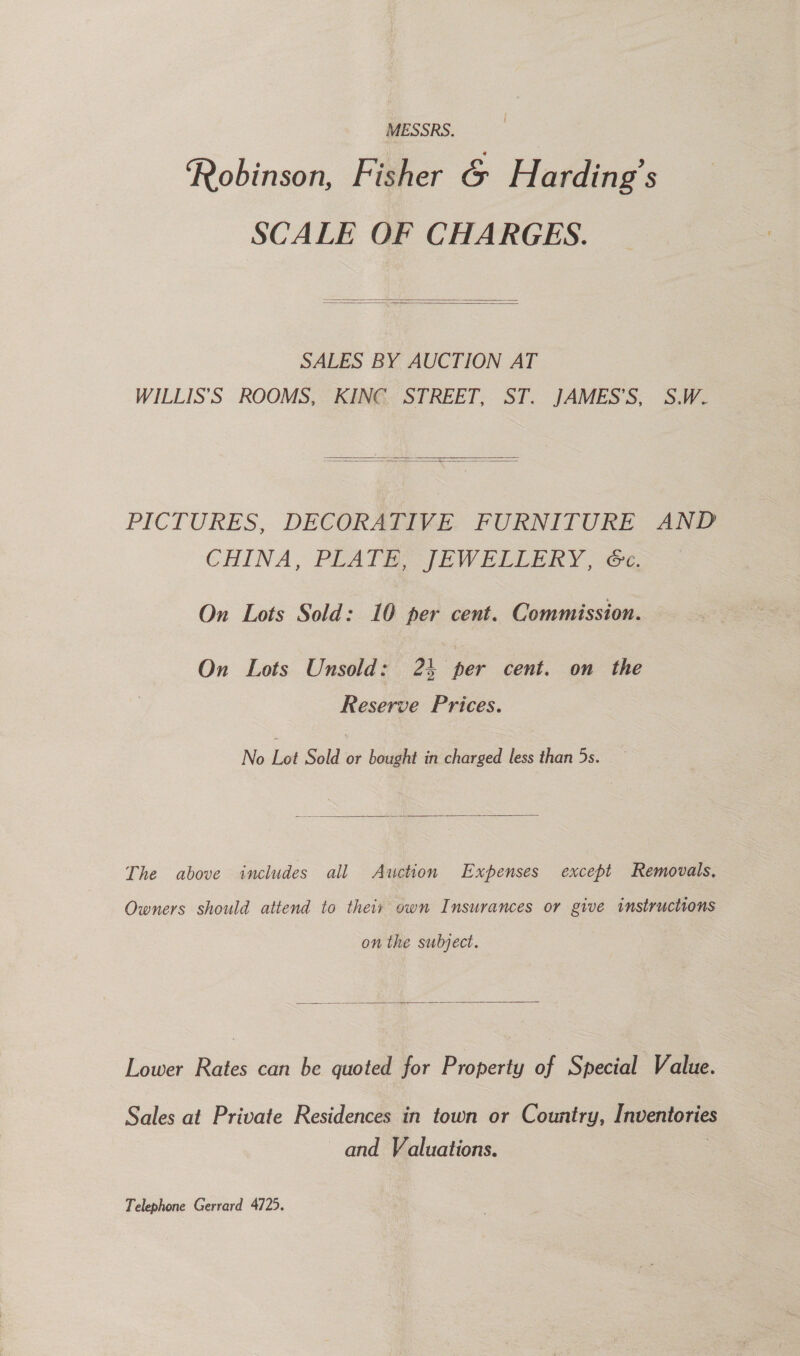 MESSRS.
Robinson, Fisher & Harding's
SCALE OF CHARGES.
SALES BY AUCTION AT
WILLIS'S ROOMS, KING STREET, ST. JAMES'S, S.W.
PICTURES, DECORATIVE FURNITURE AND
CHINA, PLATE, JEWELLERY, &c.
On Lots Sold: 10 per cent. Commission.
On Lots Unsold: 2½ per cent. on the
Reserve Prices.
No Lot Sold or bought in charged less than 5s.
The above includes all Auction Expenses except Removals.
Owners should attend to their own Insurances or give instructions
on the subject.
Lower Rates can be quoted for Property of Special Value.
Sales at Private Residences in town or Country, Inventories
and Valuations.
Telephone Gerrard 4725.